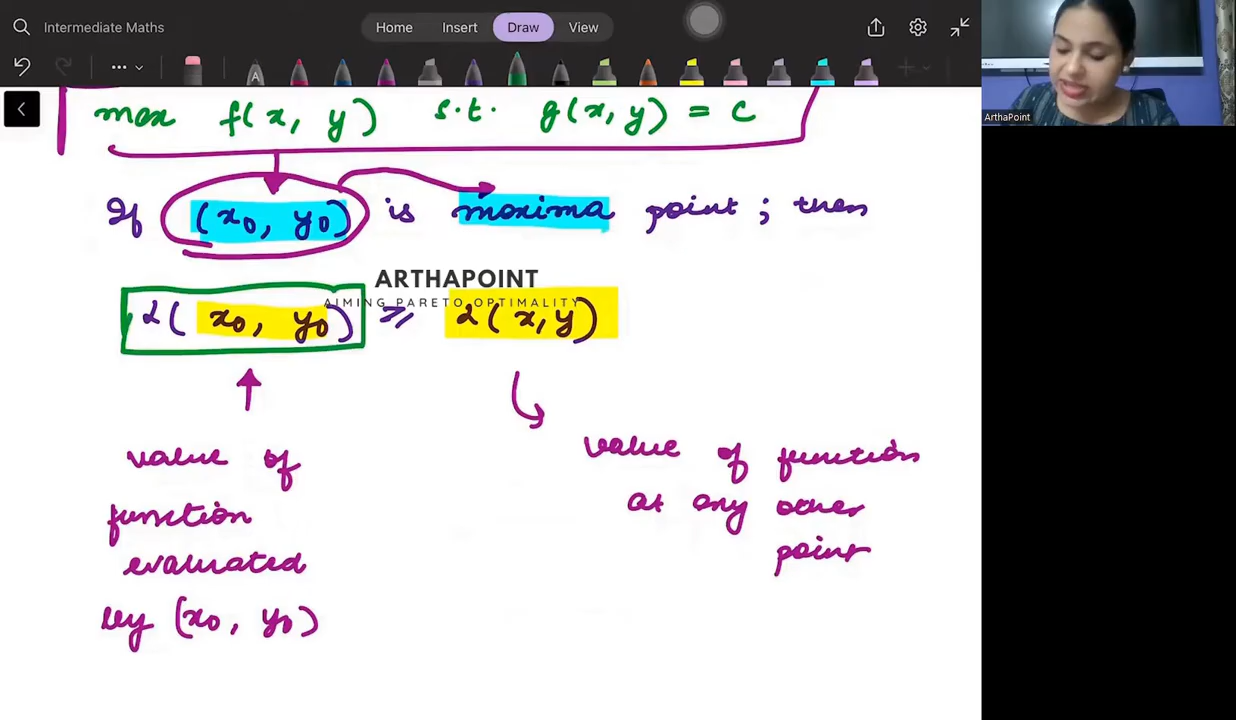 Intermediate Maths
Home Insert Draw View
max f(x, y) s.t. g(x, y) = c
If (x0, y0) is maxima point ; then
ARTHAPOINT
AIMING PARETO OPTIMALITY
L(x0, y0) ≥ L(x, y)
value of
function
evaluated
by (x0, y0)
value of function
at any other
point
ArthaPoint